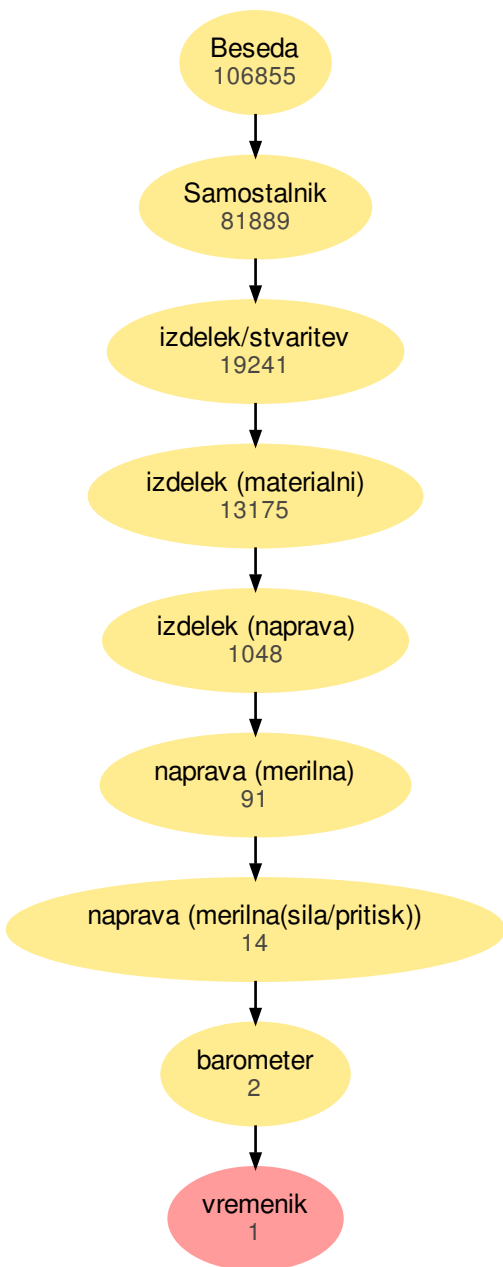 Beseda
106855
Samostalnik
81889
izdelek/stvaritev
19241
izdelek (materialni)
13175
izdelek (naprava)
1048
naprava (merilna)
91
naprava (merilna(sila/pritisk))
14
barometer
2
vremenik
1